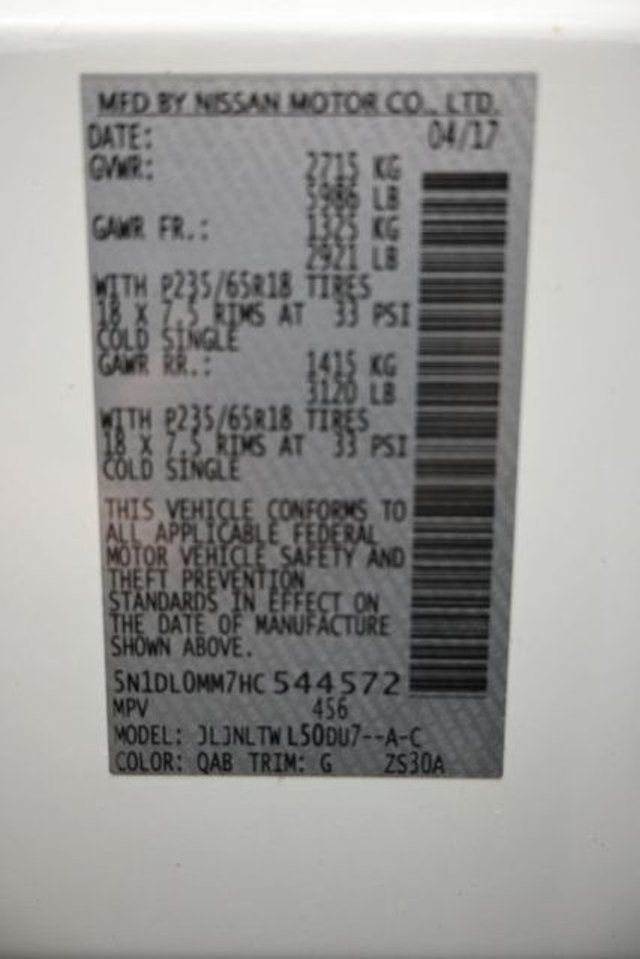 MFD BY NISSAN MOTOR CO., LTD.
DATE: 04/17
GVWR: 2715 KG
5986 LB
GAWR FR.: 1325 KG
2921 LB
WITH P235/65R18 TIRES
18 X 7.5 RIMS AT 33 PSI
COLD SINGLE
GAWR RR.: 1415 KG
3120 LB
WITH P235/65R18 TIRES
18 X 7.5 RIMS AT 33 PSI
COLD SINGLE
THIS VEHICLE CONFORMS TO
ALL APPLICABLE FEDERAL
MOTOR VEHICLE SAFETY AND
THEFT PREVENTION
STANDARDS IN EFFECT ON
THE DATE OF MANUFACTURE
SHOWN ABOVE.
5N1DL0MM7HC 544572
MPV 456
MODEL: JLJNLTWL50DU7--A-C
COLOR: QAB TRIM: G ZS30A